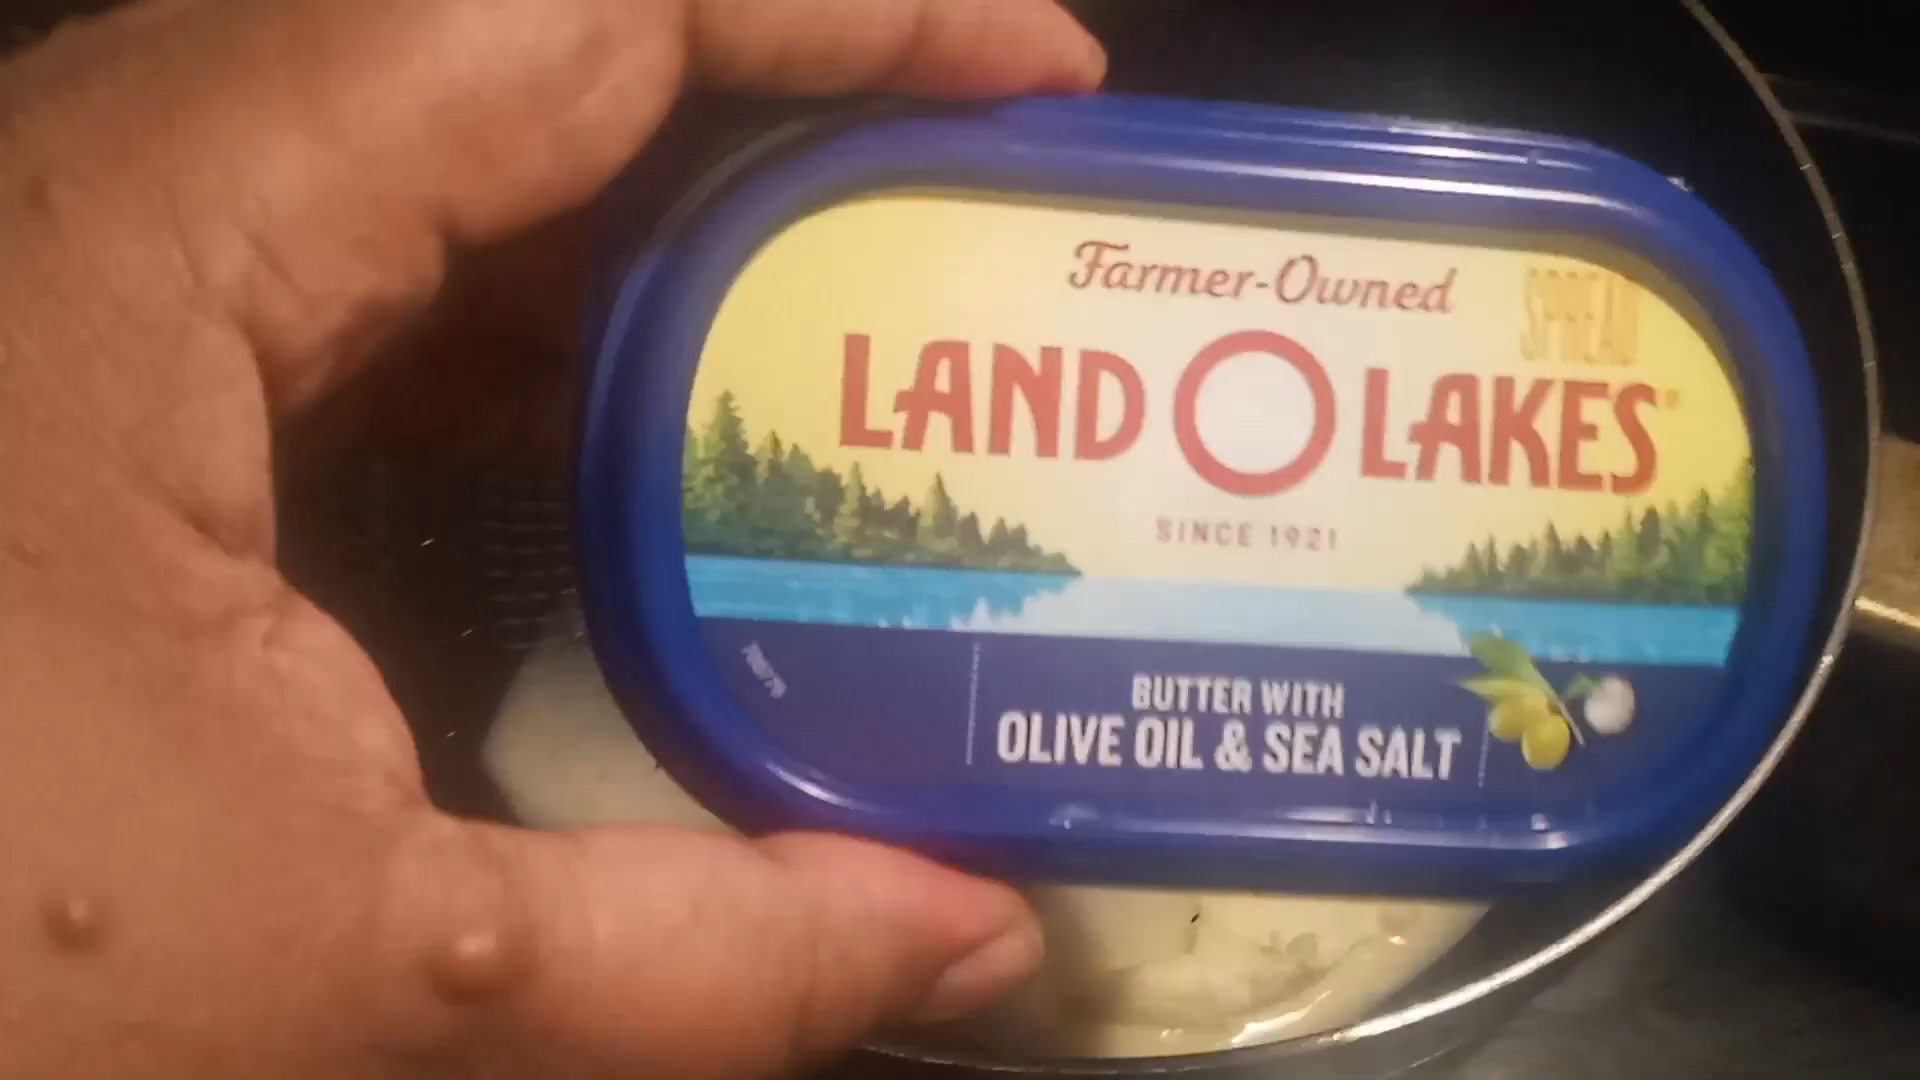 Farmer-Owned
SPREAD
LAND O LAKES®
SINCE 1921
BUTTER WITH
OLIVE OIL & SEA SALT